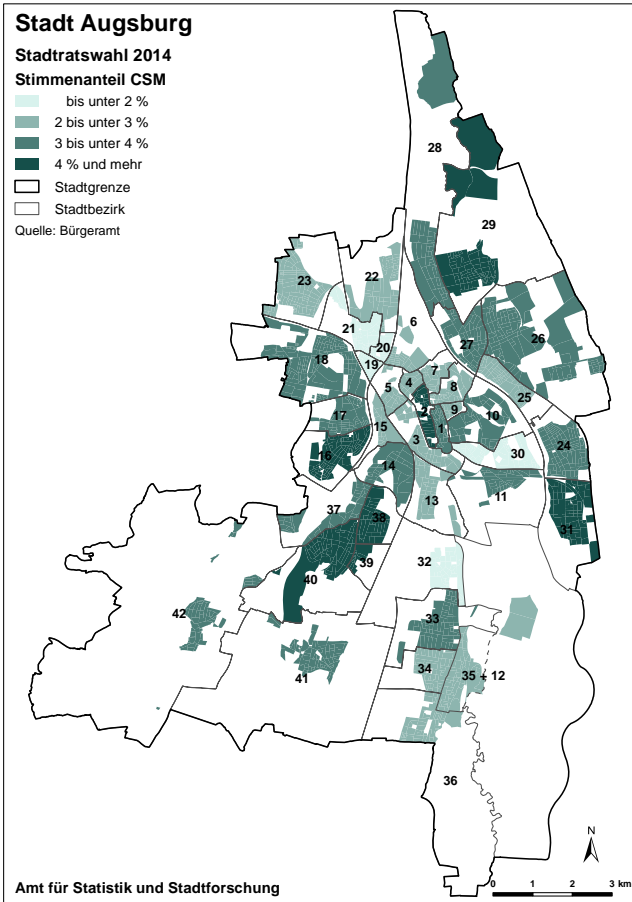 Stadt Augsburg
Stadtratswahl 2014
Stimmenanteil CSM
bis unter 2 %
2 bis unter 3 %
3 bis unter 4 %
4 % und mehr
Stadtgrenze
Stadtbezirk
Quelle: Bürgeramt
28
29
23
22
21
6
20
27
26
18
19
7
5
4
8
25
17
2
9
10
15
1
3
24
16
30
14
11
13
37
38
31
39
32
40
42
33
41
34
35 + 12
36
N
Amt für Statistik und Stadtforschung
0 1 2 3 km